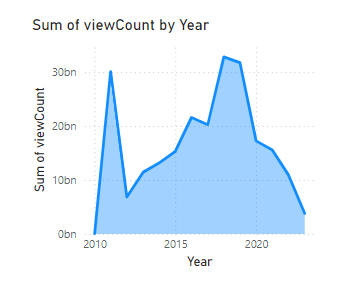 Sum of viewCount by Year
30bn
20bn
10bn
0bn
Sum of viewCount
2010 2015 2020
Year